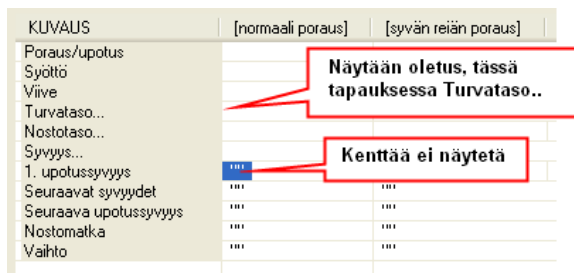 KUVAUS [normaali poraus] [syvän reiän poraus]
Poraus/upotus
Syöttö
Viive
Turvataso...
Nostotaso...
Syvyys...
1. upotussyvyys "" ""
Seuraavat syvyydet "" ""
Seuraava upotussyvyys "" ""
Nostomatka "" ""
Vaihto "" ""
Näytään oletus, tässä
tapauksessa Turvataso..
Kenttää ei näytetä